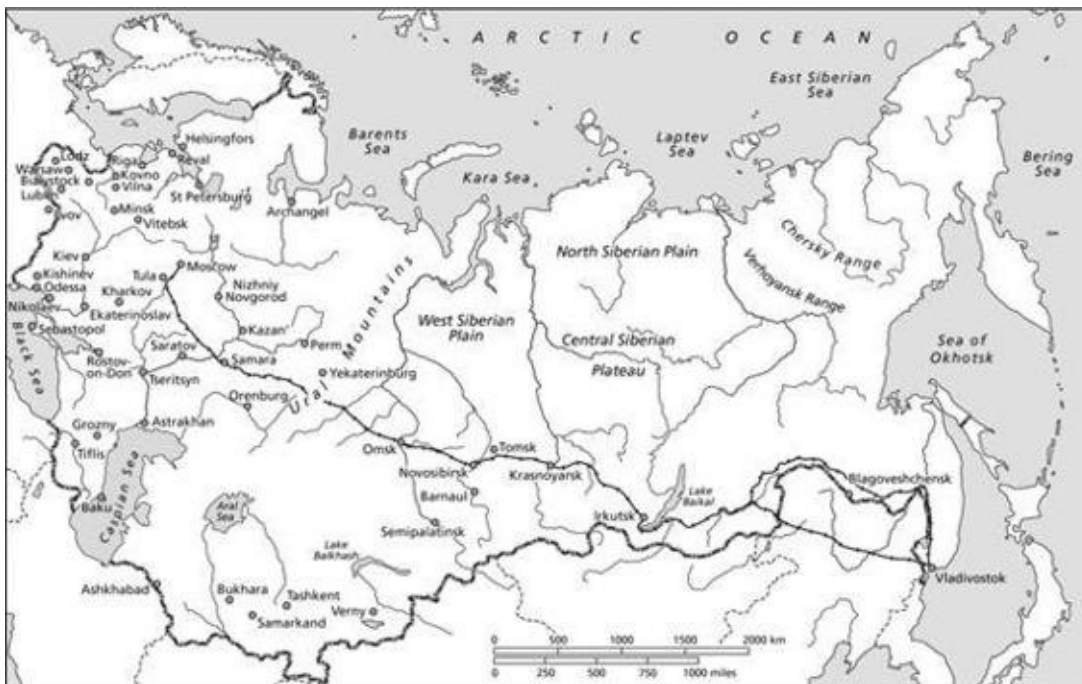 ARCTIC OCEAN
East Siberian
Sea
Laptev
Sea
Barents
Sea
Kara Sea
Bering
Sea
Helsingfors
Reval
Riga
Lodz
Warsaw
Kovno
Bialystock
Vilna
St Petersburg
Archangel
Minsk
Vitebsk
Kiev
Moscow
Tula
Kishinev
Odessa
Kharkov
Nizhniy
Novgorod
Nikolaev
Ekaterinoslav
Sebastopol
Kazan'
Perm
Black Sea
Rostov-
on-Don
Saratov
Samara
Tseritsyn
Yekaterinburg
Orenburg
Ural Mountains
West Siberian
Plain
North Siberian Plain
Central Siberian
Plateau
Chersky Range
Verhoyansk Range
Sea of
Okhotsk
Grozny
Astrakhan
Tiflis
Baku
Caspian Sea
Omsk
Tomsk
Novosibirsk
Krasnoyarsk
Barnaul
Irkutsk
Lake
Baikal
Blagoveshchensk
Aral
Sea
Semipalatinsk
Lake
Balkhash
Vladivostok
Ashkhabad
Bukhara
Tashkent
Samarkand
Verny
0 500 1000 1500 2000 km
0 250 500 750 1000 miles